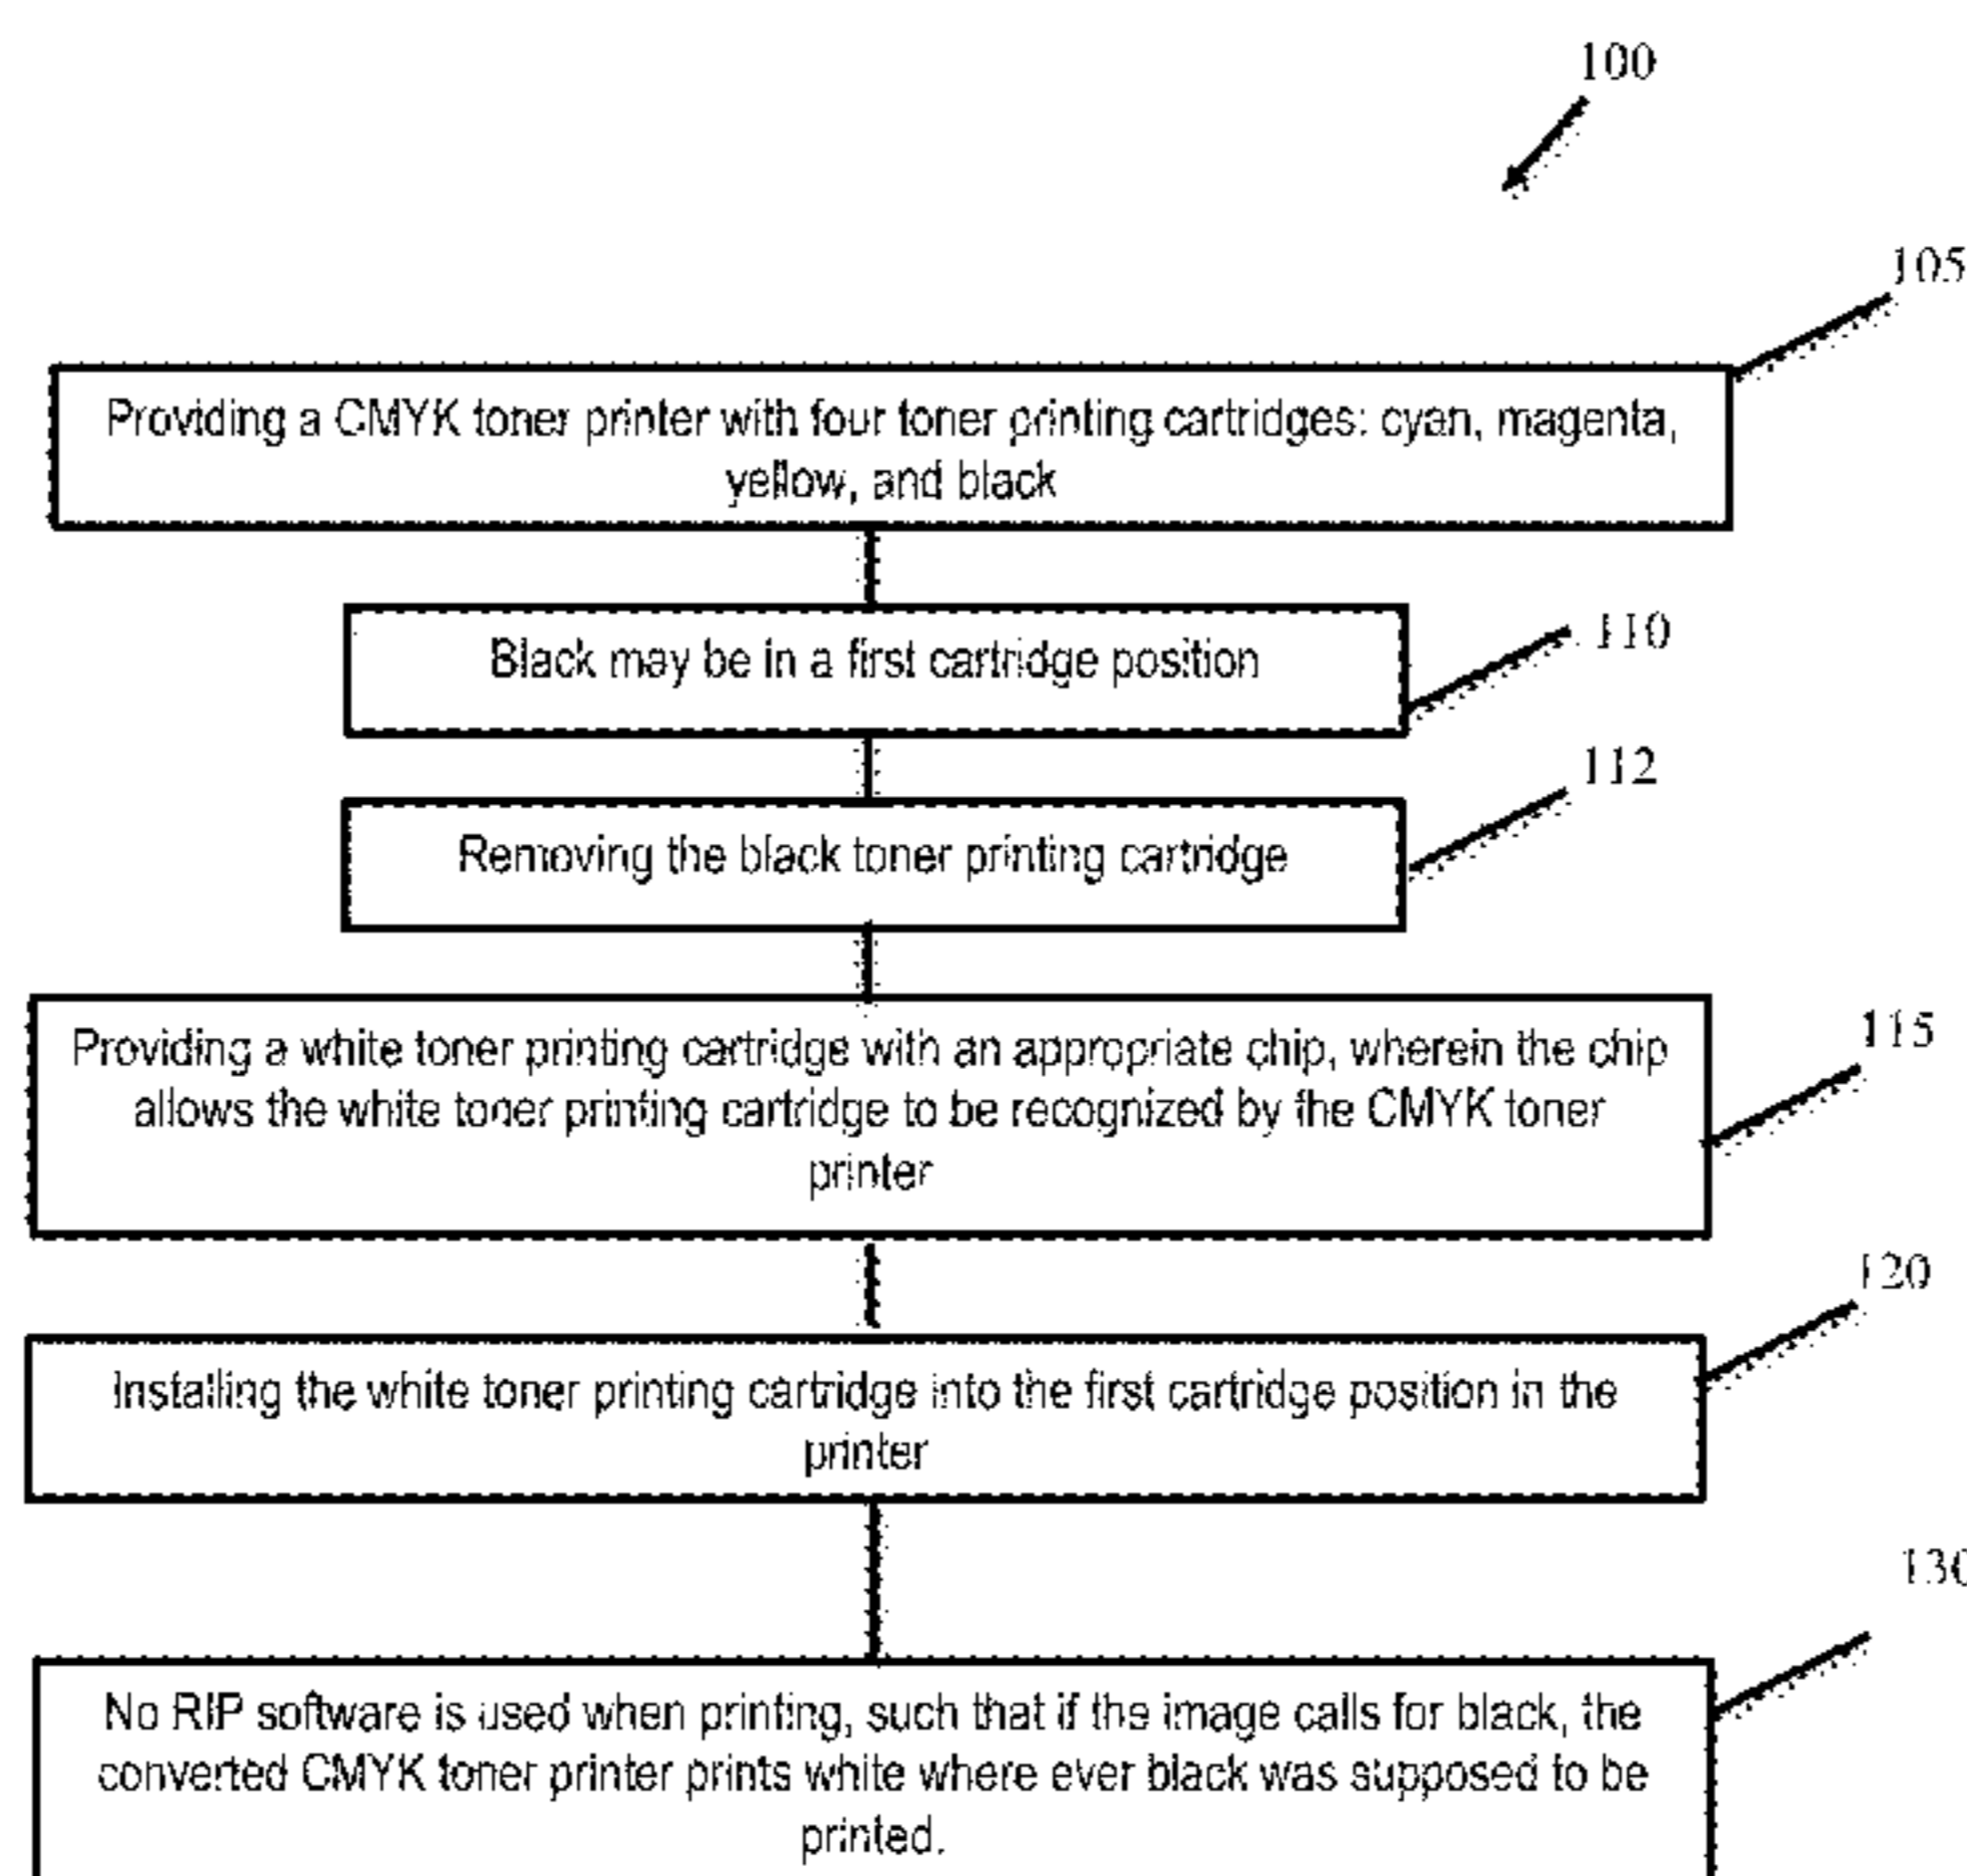 100
105
Providing a CMYK toner printer with four toner printing cartridges: cyan, magenta,
yellow, and black
110
Black may be in a first cartridge position
112
Removing the black toner printing cartridge
115
Providing a white toner printing cartridge with an appropriate chip, wherein the chip
allows the white toner printing cartridge to be recognized by the CMYK toner
printer
120
Installing the white toner printing cartridge into the first cartridge position in the
printer
130
No RIP software is used when printing, such that if the image calls for black, the
converted CMYK toner printer prints white where ever black was supposed to be
printed.